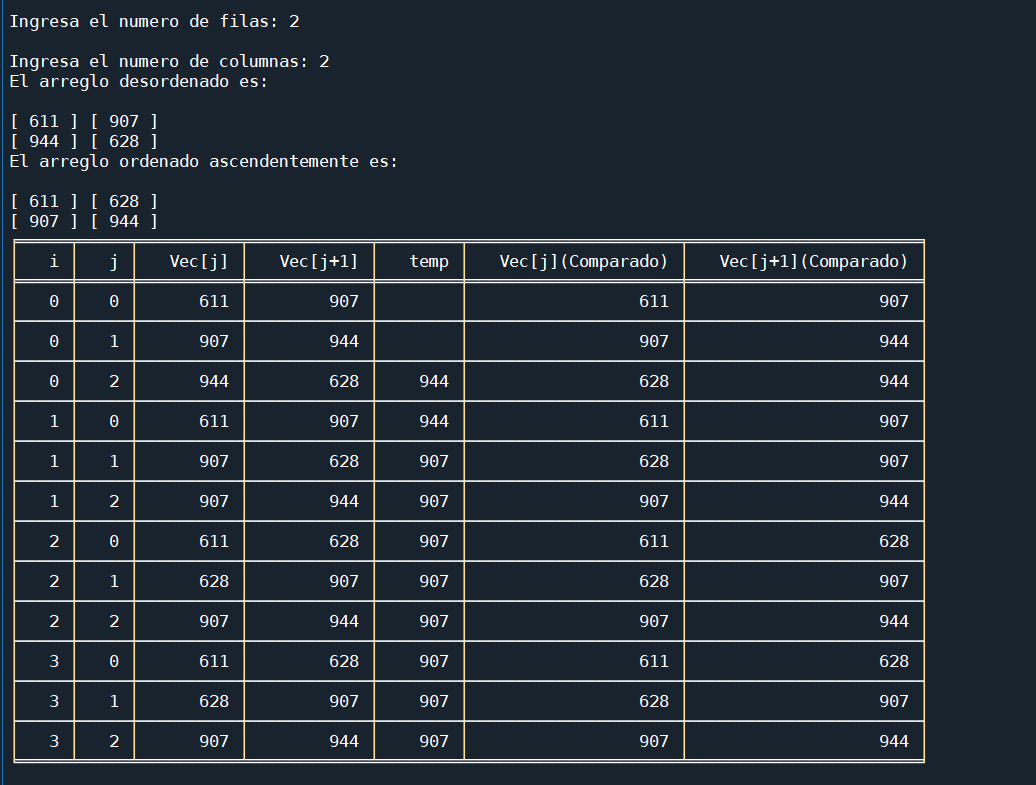 Ingresa el numero de filas: 2
Ingresa el numero de columnas: 2
El arreglo desordenado es:
[ 611 ] [ 907 ]
[ 944 ] [ 628 ]
El arreglo ordenado ascendentemente es:
[ 611 ] [ 628 ]
[ 907 ] [ 944 ]
i j Vec[j] Vec[j+1] temp Vec[j](Comparado) Vec[j+1](Comparado)
0 0 611 907 611 907
0 1 907 944 907 944
0 2 944 628 944 628 944
1 0 611 907 944 611 907
1 1 907 628 907 628 907
1 2 907 944 907 907 944
2 0 611 628 907 611 628
2 1 628 907 907 628 907
2 2 907 944 907 907 944
3 0 611 628 907 611 628
3 1 628 907 907 628 907
3 2 907 944 907 907 944